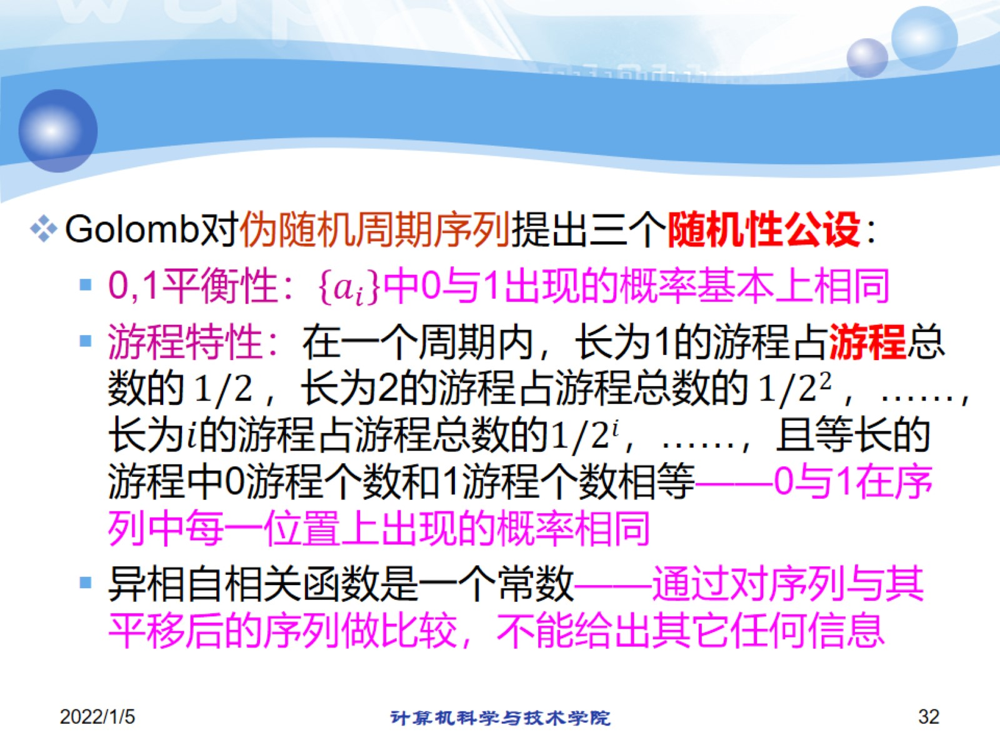 Golomb对伪随机周期序列提出三个随机性公设：
0,1平衡性：{aᵢ}中0与1出现的概率基本上相同
游程特性：在一个周期内，长为1的游程占游程总
数的 1/2 ，长为2的游程占游程总数的 1/2² ，……，
长为i的游程占游程总数的1/2ⁱ，……，且等长的
游程中0游程个数和1游程个数相等——0与1在序
列中每一位置上出现的概率相同
异相自相关函数是一个常数——通过对序列与其
平移后的序列做比较，不能给出其它任何信息
2022/1/5
计算机科学与技术学院
32